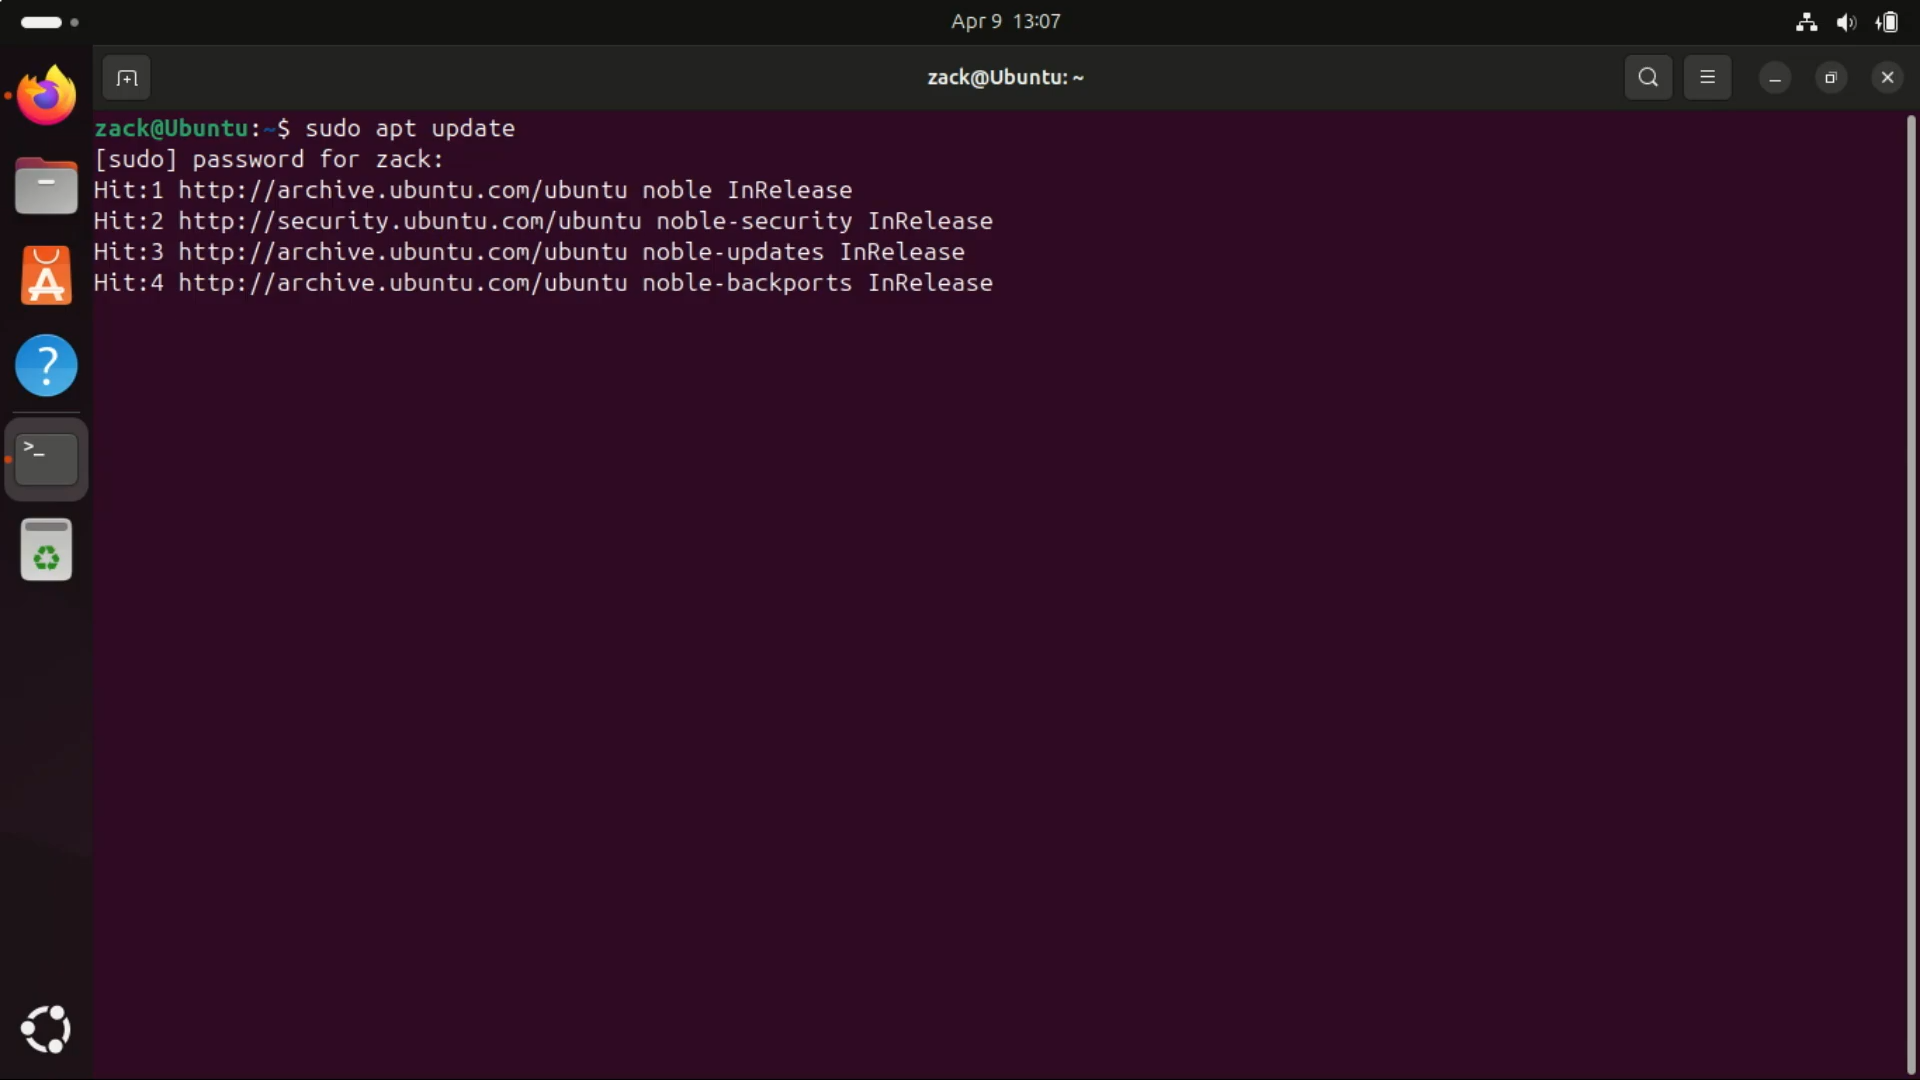 Apr 9 13:07
zack@Ubuntu: ~
zack@Ubuntu:~$ sudo apt update
[sudo] password for zack:
Hit:1 http://archive.ubuntu.com/ubuntu noble InRelease
Hit:2 http://security.ubuntu.com/ubuntu noble-security InRelease
Hit:3 http://archive.ubuntu.com/ubuntu noble-updates InRelease
Hit:4 http://archive.ubuntu.com/ubuntu noble-backports InRelease